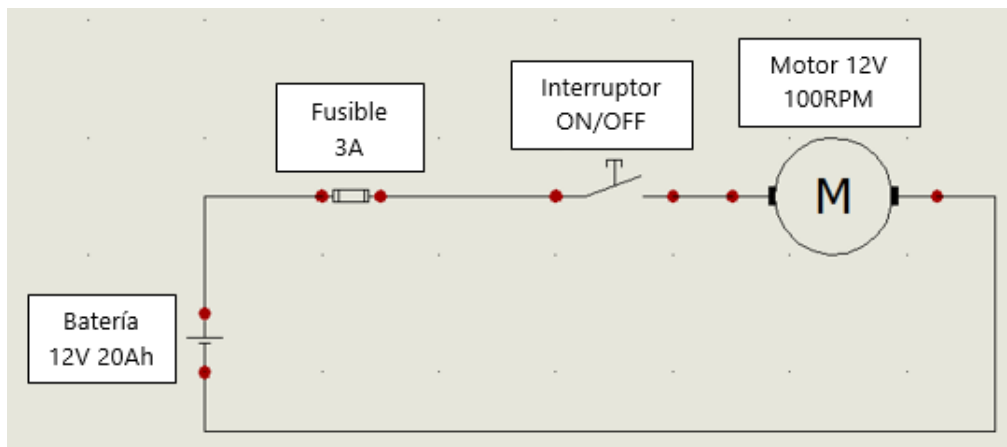 Motor 12V
100RPM
Interruptor
ON/OFF
Fusible
3A
M
Batería
12V 20Ah